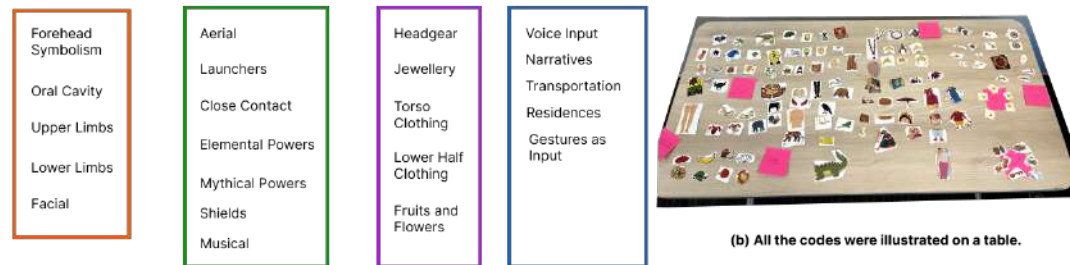 Forehead
Symbolism
Oral Cavity
Upper Limbs
Lower Limbs
Facial
Aerial
Launchers
Close Contact
Elemental Powers
Mythical Powers
Shields
Musical
Headgear
Jewellery
Torso
Clothing
Lower Half
Clothing
Fruits and
Flowers
Voice Input
Narratives
Transportation
Residences
Gestures as
Input
(b) All the codes were illustrated on a table.